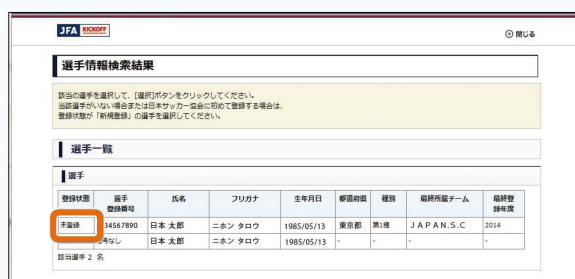 JFA KICKOFF
閉じる
選手情報検索結果
該当の選手を選択して、[選択]ボタンをクリックしてください。
当該選手がいない場合または日本サッカー協会に初めて登録する場合は、
登録状態が「新規登録」の選手を選択してください。
選手一覧
選手
登録状態 選手登録番号 氏名 フリガナ 生年月日 都道府県 種別 最終所属チーム 最終登録年度
未登録 34567890 日本 太郎 ニホン タロウ 1985/05/13 東京都 第1種 JAPAN.S.C 2014
号なし 日本 太郎 ニホン タロウ 1985/05/13 - - - -
該当選手 2 名